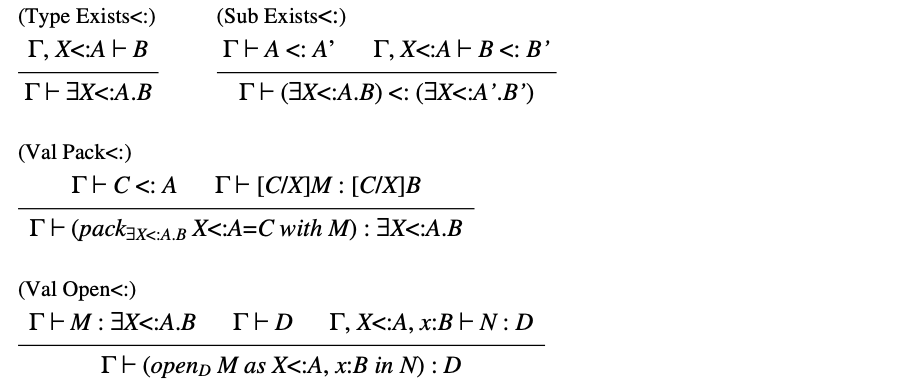 (Type Exists<:) (Sub Exists<:)
Γ, X<:A ⊢ B Γ ⊢ A <: A’ Γ, X<:A ⊢ B <: B’
Γ ⊢ ∃X<:A.B Γ ⊢ (∃X<:A.B) <: (∃X<:A’.B’)
(Val Pack<:)
Γ ⊢ C <: A Γ ⊢ [C/X]M : [C/X]B
Γ ⊢ (pack∃X<:A.B X<:A=C with M) : ∃X<:A.B
(Val Open<:)
Γ ⊢ M : ∃X<:A.B Γ ⊢ D Γ, X<:A, x:B ⊢ N : D
Γ ⊢ (openD M as X<:A, x:B in N) : D